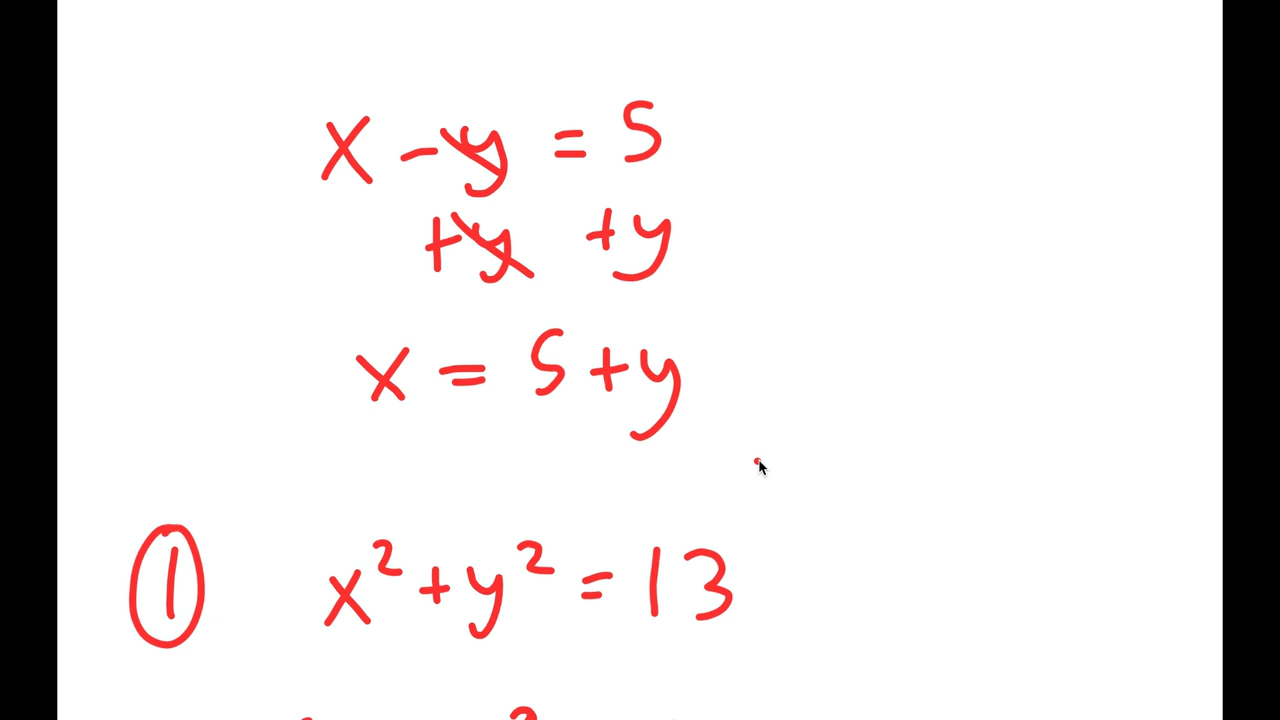 x - y = 5
+y +y
x = 5 + y
① x² + y² = 13